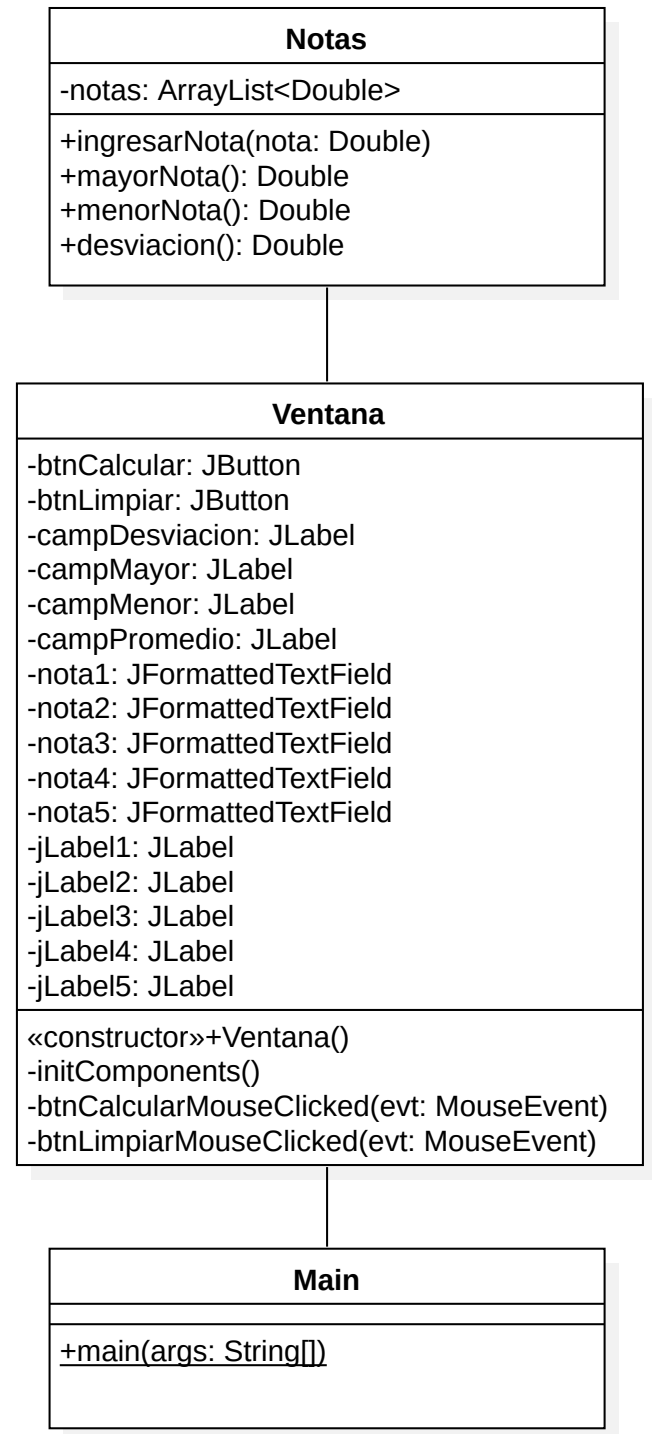 Notas
-notas: ArrayList<Double>
+ingresarNota(nota: Double)
+mayorNota(): Double
+menorNota(): Double
+desviacion(): Double
Ventana
-btnCalcular: JButton
-btnLimpiar: JButton
-campDesviacion: JLabel
-campMayor: JLabel
-campMenor: JLabel
-campPromedio: JLabel
-nota1: JFormattedTextField
-nota2: JFormattedTextField
-nota3: JFormattedTextField
-nota4: JFormattedTextField
-nota5: JFormattedTextField
-jLabel1: JLabel
-jLabel2: JLabel
-jLabel3: JLabel
-jLabel4: JLabel
-jLabel5: JLabel
«constructor»+Ventana()
-initComponents()
-btnCalcularMouseClicked(evt: MouseEvent)
-btnLimpiarMouseClicked(evt: MouseEvent)
Main
+main(args: String[])